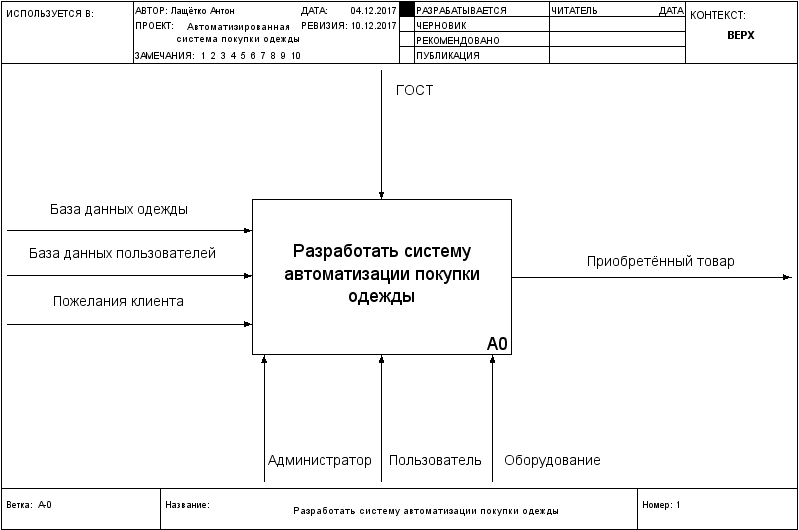 ИСПОЛЬЗУЕТСЯ В:
АВТОР: Лащётко Антон ДАТА: 04.12.2017
ПРОЕКТ: Автоматизированная
система покупки одежды
РЕВИЗИЯ: 10.12.2017
ЗАМЕЧАНИЯ: 1 2 3 4 5 6 7 8 9 10
РАЗРАБАТЫВАЕТСЯ
ЧЕРНОВИК
РЕКОМЕНДОВАНО
ПУБЛИКАЦИЯ
ЧИТАТЕЛЬ ДАТА
КОНТЕКСТ:
ВЕРХ
ГОСТ
База данных одежды
База данных пользователей
Пожелания клиента
Разработать систему
автоматизации покупки
одежды
A0
Приобретённый товар
Администратор
Пользователь
Оборудование
Ветка: A-0
Название:
Разработать систему автоматизации покупки одежды
Номер: 1